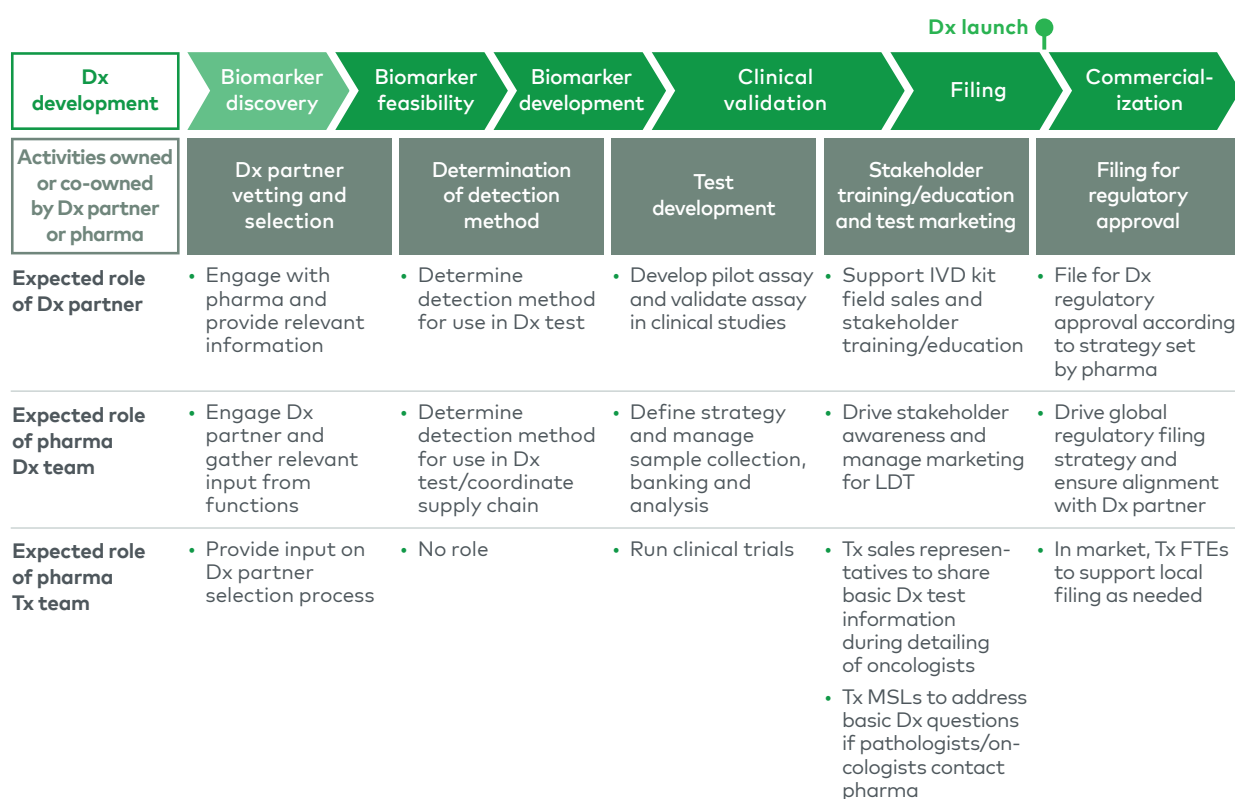 Dx launch
Dx
development
Biomarker
discovery
Biomarker
feasibility
Biomarker
development
Clinical
validation
Filing
Commercial-
ization
Activities owned
or co-owned
by Dx partner
or pharma
Dx partner
vetting and
selection
Determination
of detection
method
Test
development
Stakeholder
training/education
and test marketing
Filing for
regulatory
approval
Expected role
of Dx partner
• Engage with
pharma and
provide relevant
information
• Determine
detection method
for use in Dx test
• Develop pilot assay
and validate assay
in clinical studies
• Support IVD kit
field sales and
stakeholder
training/education
• File for Dx
regulatory
approval according
to strategy set
by pharma
Expected role
of pharma
Dx team
• Engage Dx
partner and
gather relevant
input from
functions
• Determine
detection method
for use in Dx
test/coordinate
supply chain
• Define strategy
and manage
sample collection,
banking and
analysis
• Drive stakeholder
awareness and
manage marketing
for LDT
• Drive global
regulatory filing
strategy and
ensure alignment
with Dx partner
Expected role
of pharma
Tx team
• Provide input on
Dx partner
selection process
• No role
• Run clinical trials
• Tx sales represen-
tatives to share
basic Dx test
information
during detailing
of oncologists
• Tx MSLs to address
basic Dx questions
if pathologists/on-
cologists contact
pharma
• In market, Tx FTEs
to support local
filing as needed